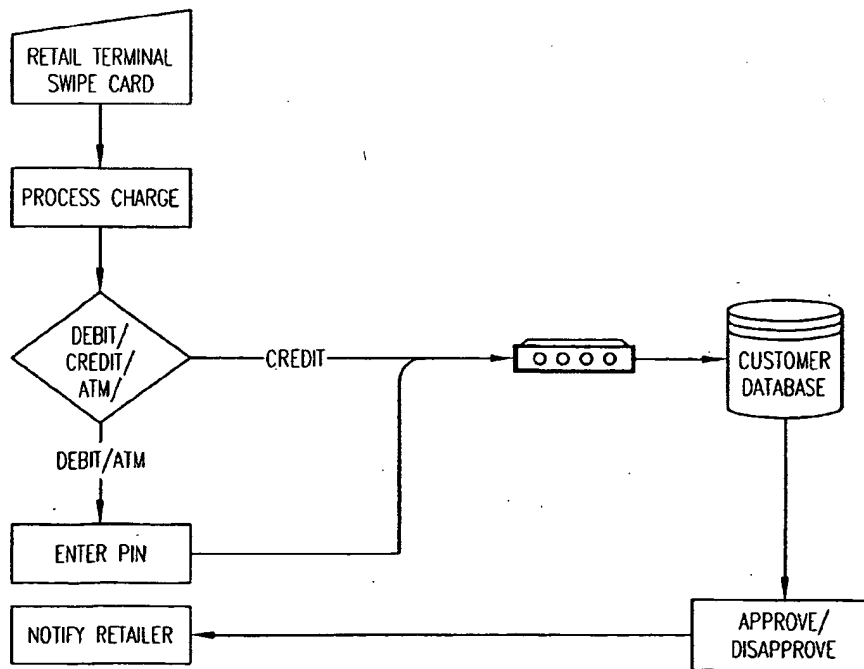 RETAIL TERMINAL
SWIPE CARD
PROCESS CHARGE
DEBIT/
CREDIT/
ATM/
CREDIT
CUSTOMER
DATABASE
DEBIT/ATM
ENTER PIN
NOTIFY RETAILER
APPROVE/
DISAPPROVE